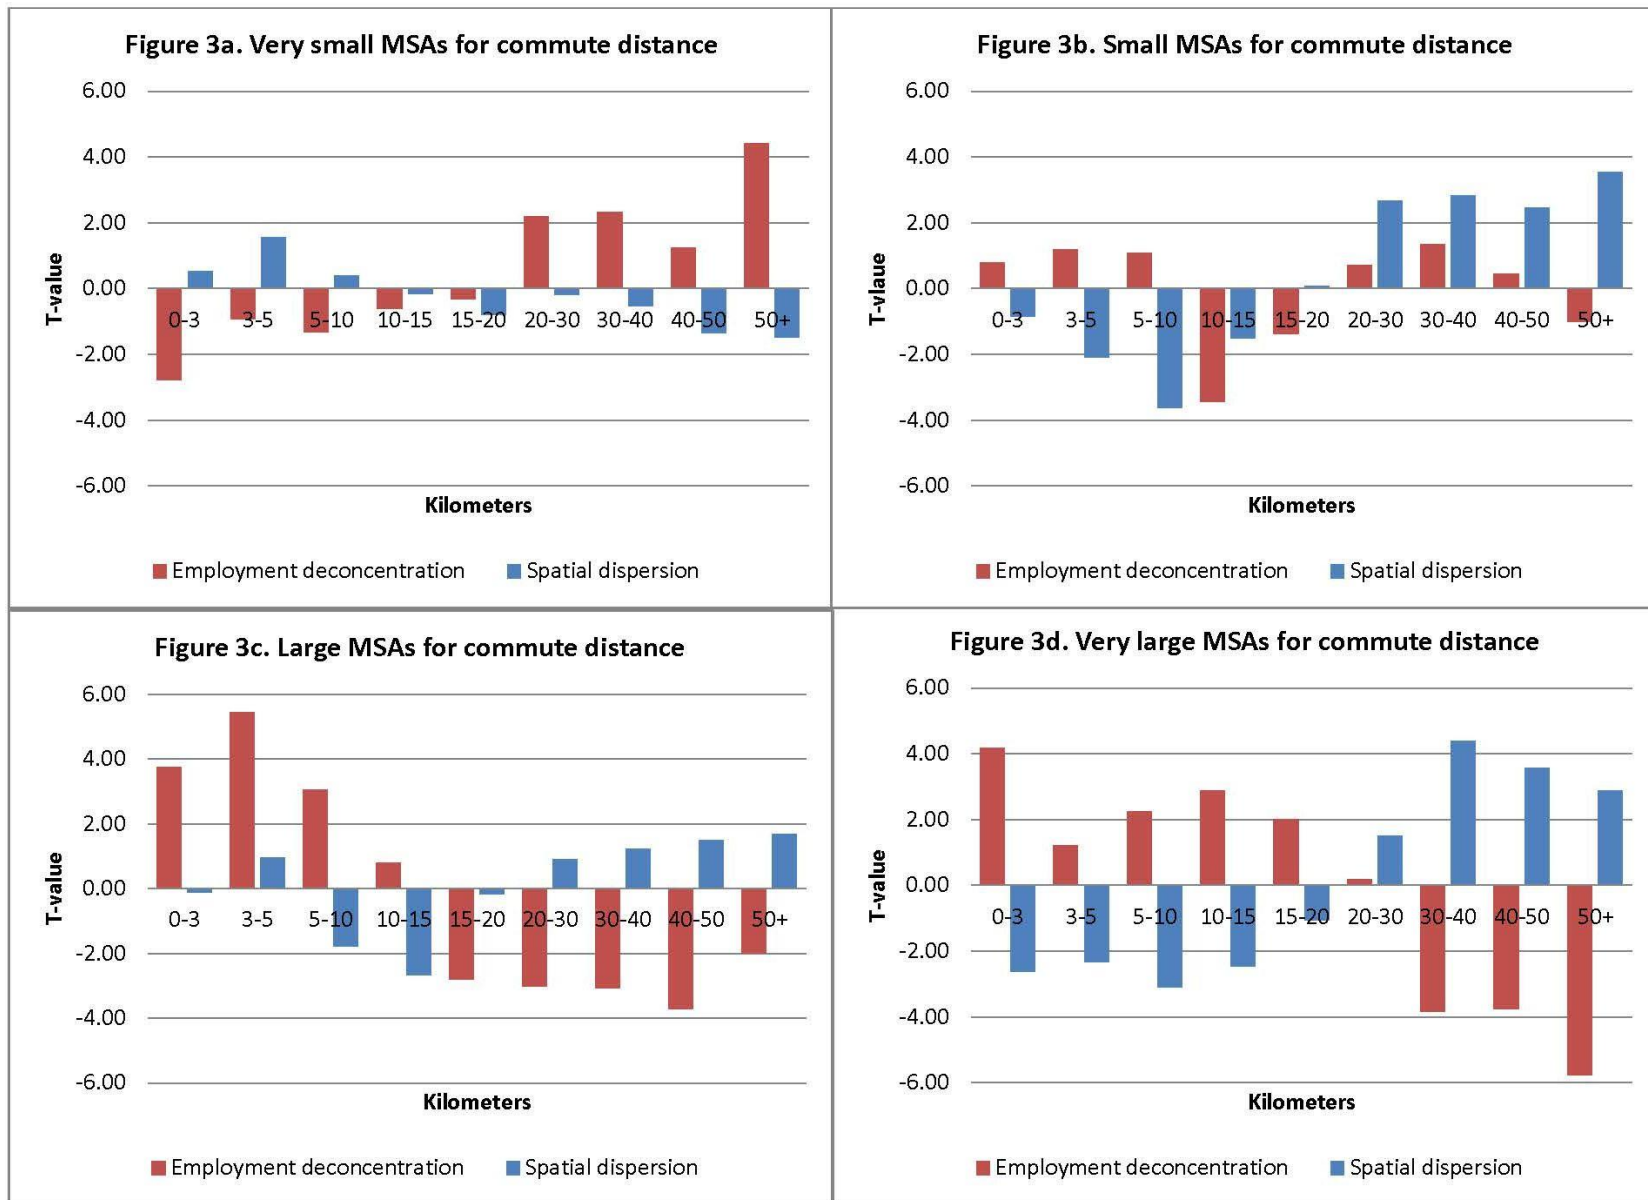 Figure 3a. Very small MSAs for commute distance
6.00
4.00
2.00
0.00
-2.00
-4.00
-6.00
T-value
0-3 3-5 5-10 10-15 15-20 20-30 30-40 40-50 50+
Kilometers
Employment deconcentration Spatial dispersion
Figure 3b. Small MSAs for commute distance
6.00
4.00
2.00
0.00
-2.00
-4.00
-6.00
T-vlaue
0-3 3-5 5-10 10-15 15-20 20-30 30-40 40-50 50+
Kilometers
Employment deconcentration Spatial dispersion
Figure 3c. Large MSAs for commute distance
6.00
4.00
2.00
0.00
-2.00
-4.00
-6.00
T-value
0-3 3-5 5-10 10-15 15-20 20-30 30-40 40-50 50+
Kilometers
Employment deconcentration Spatial dispersion
Figure 3d. Very large MSAs for commute distance
6.00
4.00
2.00
0.00
-2.00
-4.00
-6.00
T-value
0-3 3-5 5-10 10-15 15-20 20-30 30-40 40-50 50+
Kilometers
Employment deconcentration Spatial dispersion